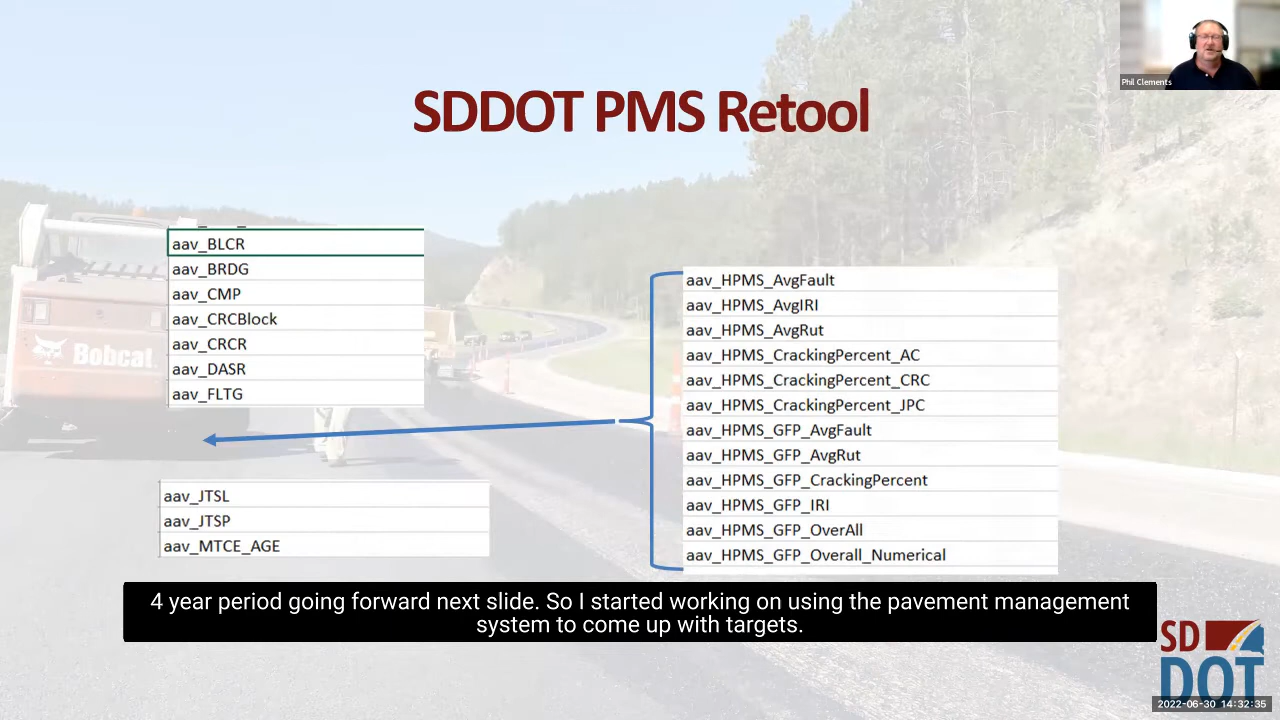 Phil Clements
SDDOT PMS Retool
aav_BLCR
aav_BRDG
aav_CMP
aav_CRCBlock
aav_CRCR
aav_DASR
aav_FLTG
aav_JTSL
aav_JTSP
aav_MTCE_AGE
aav_HPMS_AvgFault
aav_HPMS_AvgIRI
aav_HPMS_AvgRut
aav_HPMS_CrackingPercent_AC
aav_HPMS_CrackingPercent_CRC
aav_HPMS_CrackingPercent_JPC
aav_HPMS_GFP_AvgFault
aav_HPMS_GFP_AvgRut
aav_HPMS_GFP_CrackingPercent
aav_HPMS_GFP_IRI
aav_HPMS_GFP_OverAll
aav_HPMS_GFP_Overall_Numerical
Bobcat.
4 year period going forward next slide. So I started working on using the pavement management
system to come up with targets.
SD
DOT
2022-06-30 14:32:35